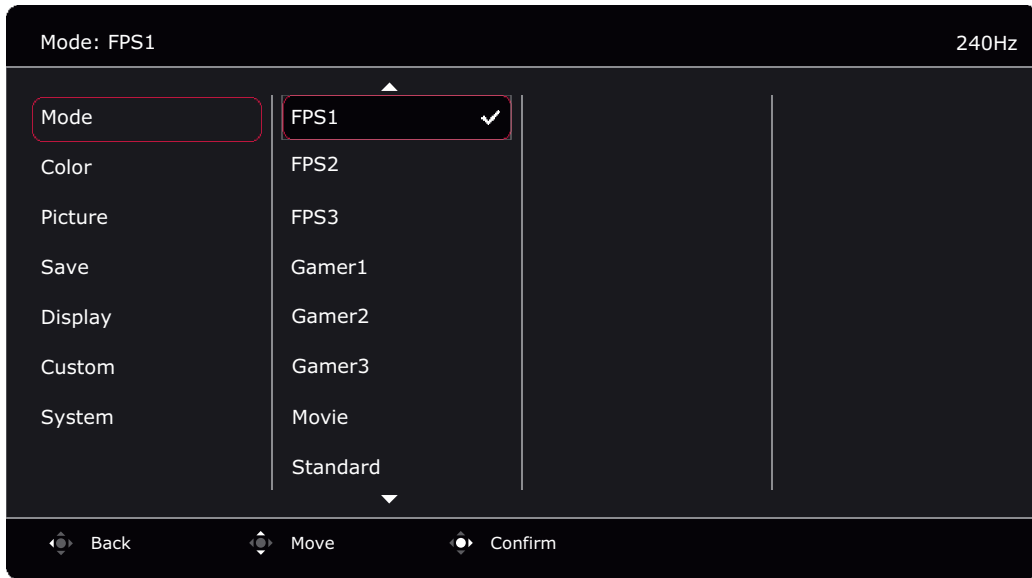 Mode: FPS1
240Hz
Mode
Color
Picture
Save
Display
Custom
System
FPS1
FPS2
FPS3
Gamer1
Gamer2
Gamer3
Movie
Standard
Back
Move
Confirm